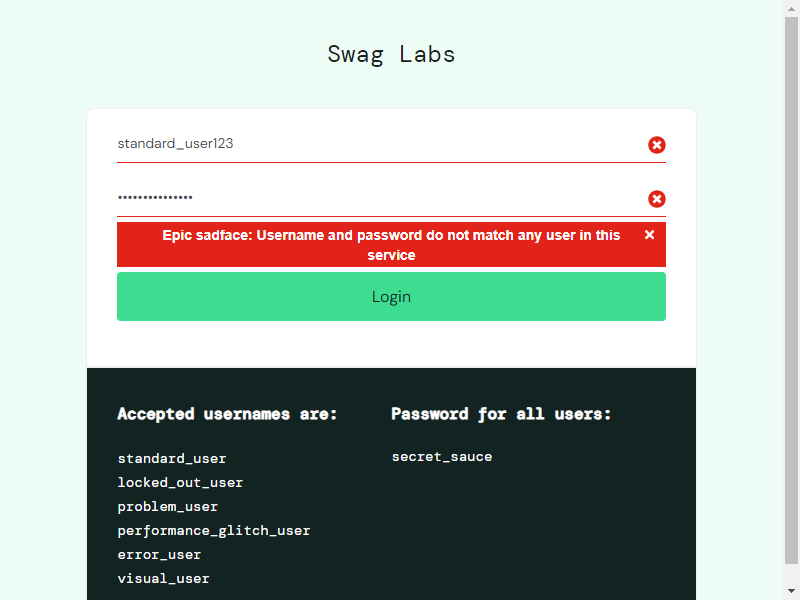 Swag Labs
standard_user123
•••••••••••••••
Epic sadface: Username and password do not match any user in this
service
Login
Accepted usernames are:
standard_user
locked_out_user
problem_user
performance_glitch_user
error_user
visual_user
Password for all users:
secret_sauce